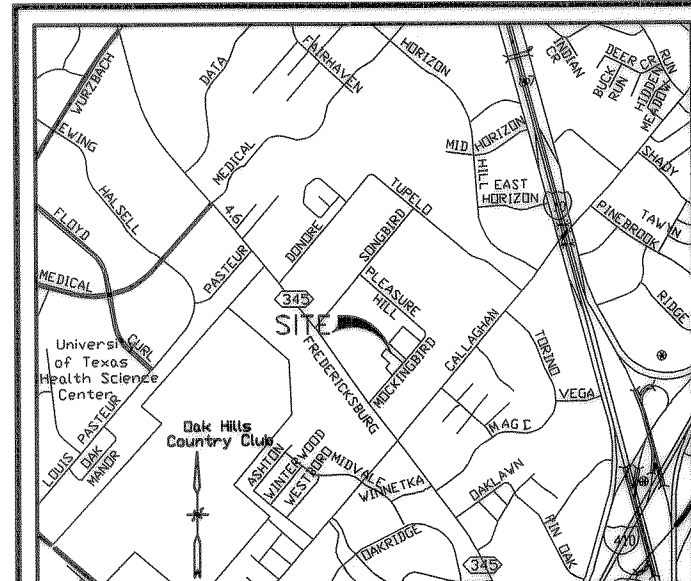 WURZBACH
DATA
FAIRHAVEN
HORIZON
INDIAN
CR
DEER CR
RUN
BUCK
RUN
HIDDEN
MEADOW
EWING
MEDICAL
MID HORIZON
HILL
SHADY
HALSELL
EAST
HORIZON
TUPELO
4.6
FLOYD
DONORE
SONGBIRD
PINEBROOK
TAWYN
PASTEUR
MEDICAL
PLEASURE
HILL
345
SITE
RIDGE
CURL
FREDERICKSBURG
MOCKINGBIRD
CALLAGHAN
TORINO
University
of Texas
Health Science
Center
VEGA
LOUIS PASTEUR
OAK
MANOR
Oak Hills
Country Club
MAGIC
ASHTON
WINTERWOOD
WESTBORO
MIDVALE
WINNETKA
OAKLAWN
PIN OAK
OAKRIDGE
410
345